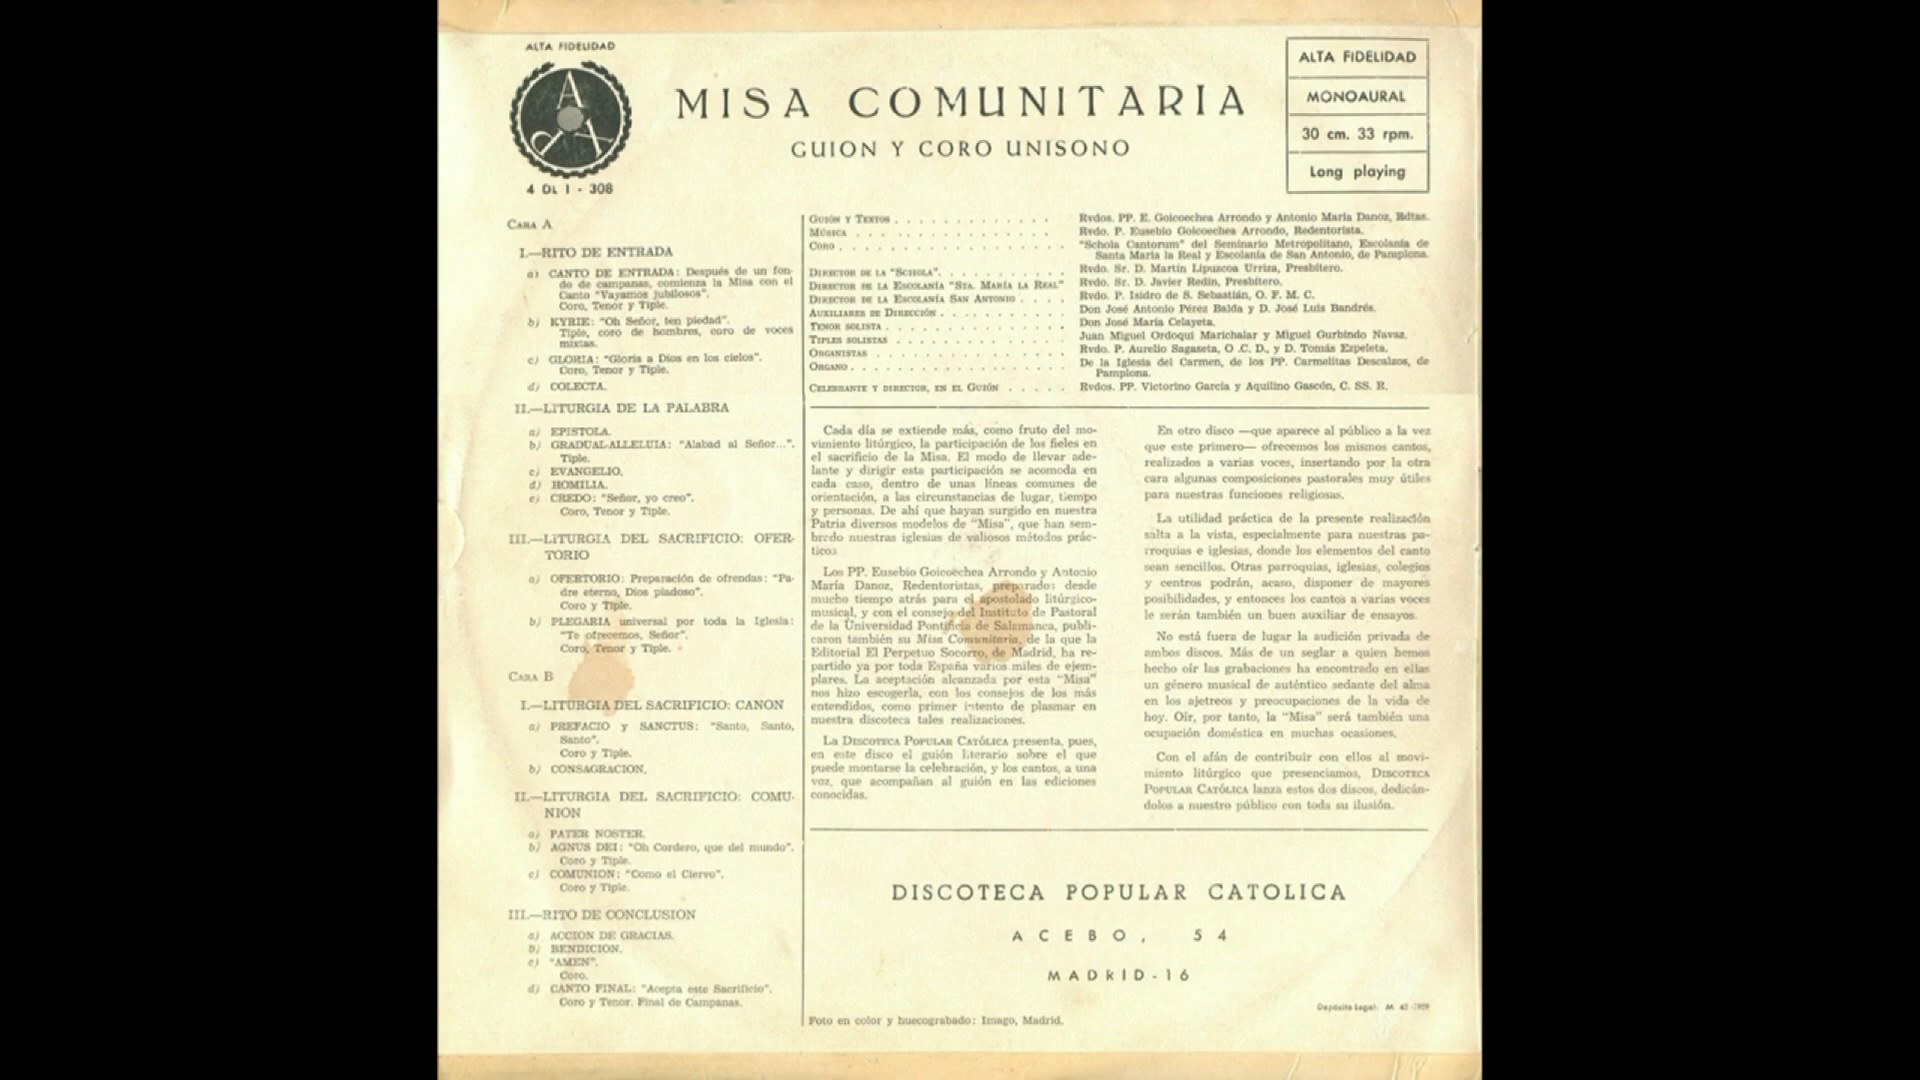 ALTA FIDELIDAD
A
A A
4 DL I - 308
MISA COMUNITARIA
GUION Y CORO UNISONO
ALTA FIDELIDAD
MONOAURAL
30 cm. 33 rpm.
Long playing
CARA A
I.—RITO DE ENTRADA
a) CANTO DE ENTRADA: Después de un fon-
do de campanas, comienza la Misa con el
Canto "Vayamos jubilosos".
Coro, Tenor y Tiple.
b) KYRIE: "Oh Señor, ten piedad".
Tiple, coro de hombres, coro de voces
mixtas.
c) GLORIA: "Gloria a Dios en los cielos".
Coro, Tenor y Tiple.
d) COLECTA.
II.—LITURGIA DE LA PALABRA
a) EPISTOLA.
b) GRADUAL-ALLELUIA: "Alabad al Señor...".
Tiple.
c) EVANGELIO.
d) HOMILIA.
e) CREDO: "Señor, yo creo".
Coro, Tenor y Tiple.
III.—LITURGIA DEL SACRIFICIO: OFER-
TORIO
a) OFERTORIO: Preparación de ofrendas: "Pa-
dre eterno, Dios piadoso".
Coro y Tiple.
b) PLEGARIA universal por toda la Iglesia:
"Te ofrecemos, Señor".
Coro, Tenor y Tiple.
CARA B
I.—LITURGIA DEL SACRIFICIO: CANON
a) PREFACIO y SANCTUS: "Santo, Santo,
Santo".
Coro y Tiple.
b) CONSAGRACION.
II.—LITURGIA DEL SACRIFICIO: COMU-
NION
a) PATER NOSTER.
b) AGNUS DEI: "Oh Cordero, que del mundo".
Coro y Tiple.
c) COMUNION: "Como el Ciervo".
Coro y Tiple.
III.—RITO DE CONCLUSION
a) ACCION DE GRACIAS.
b) BENDICION.
c) "AMEN".
Coro.
d) CANTO FINAL: "Acepta este Sacrificio".
Coro y Tenor. Final de Campanas.
GUIÓN Y TEXTOS . . . . . . . . . . . . . Rvdos. PP. E. Goicoechea Arrondo y Antonio María Danoz, Rdtas.
MÚSICA . . . . . . . . . . . . . . . Rvdo. P. Eusebio Goicoechea Arrondo, Redentorista.
CORO . . . . . . . . . . . . . . . . . "Schola Cantorum" del Seminario Metropolitano, Escolanía de
Santa María la Real y Escolanía de San Antonio, de Pamplona.
DIRECTOR DE LA "SCHOLA". . . . . . . . . . Rvdo. Sr. D. Martín Lipuzcoa Urriza, Presbítero.
DIRECTOR DE LA ESCOLANÍA "STA. MARÍA LA REAL" Rvdo. Sr. D. Javier Redín, Presbítero.
DIRECTOR DE LA ESCOLANÍA SAN ANTONIO . . . . Rvdo. P. Isidro de S. Sebastián, O. F. M. C.
AUXILIARES DE DIRECCIÓN . . . . . . . . . . Don José Antonio Pérez Balda y D. José Luis Bandrés.
TENOR SOLISTA . . . . . . . . . . . . . . Don José María Celayeta.
TIPLES SOLISTAS . . . . . . . . . . . . . Juan Miguel Ordoqui Marichalar y Miguel Gurbindo Navaz.
ORGANISTAS . . . . . . . . . . . . . . . Rvdo. P. Aurelio Sagaseta, O .C. D., y D. Tomás Ezpeleta.
ORGANO . . . . . . . . . . . . . . . . . De la Iglesia del Carmen, de los PP. Carmelitas Descalzos, de
Pamplona.
CELEBRANTE Y DIRECTOR, EN EL GUIÓN . . . . . Rvdos. PP. Victorino García y Aquilino Gascón, C. SS. R.
Cada día se extiende más, como fruto del mo-
vimiento litúrgico, la participación de los fieles en
el sacrificio de la Misa. El modo de llevar ade-
lante y dirigir esta participación se acomoda en
cada caso, dentro de unas líneas comunes de
orientación, a las circunstancias de lugar, tiempo
y personas. De ahí que hayan surgido en nuestra
Patria diversos modelos de "Misa", que han sem-
brado nuestras iglesias de valiosos métodos prác-
ticos
Los PP. Eusebio Goicoechea Arrondo y Antonio
María Danoz, Redentoristas, preparados desde
mucho tiempo atrás para el apostolado litúrgico-
musical, y con el consejo del Instituto de Pastoral
de la Universidad Pontificia de Salamanca, publi-
caron también su Misa Comunitaria, de la que la
Editorial El Perpetuo Socorro, de Madrid, ha re-
partido ya por toda España varios miles de ejem-
plares. La aceptación alcanzada por esta "Misa"
nos hizo escogerla, con los consejos de los más
entendidos, como primer intento de plasmar en
nuestra discoteca tales realizaciones.
La DISCOTECA POPULAR CATÓLICA presenta, pues,
en este disco el guión literario sobre el que
puede montarse la celebración, y los cantos, a una
voz, que acompañan al guión en las ediciones
conocidas.
En otro disco —que aparece al público a la vez
que este primero— ofrecemos los mismos cantos,
realizados a varias voces, insertando por la otra
cara algunas composiciones pastorales muy útiles
para nuestras funciones religiosas.
La utilidad práctica de la presente realización
salta a la vista, especialmente para nuestras pa-
rroquias e iglesias, donde los elementos del canto
sean sencillos. Otras parroquias, iglesias, colegios
y centros podrán, acaso, disponer de mayores
posibilidades, y entonces los cantos a varias voces
le serán también un buen auxiliar de ensayos.
No está fuera de lugar la audición privada de
ambos discos. Más de un seglar a quien hemos
hecho oír las grabaciones ha encontrado en ellas
un género musical de auténtico sedante del alma
en los ajetreos y preocupaciones de la vida de
hoy. Oír, por tanto, la "Misa" será también una
ocupación doméstica en muchas ocasiones.
Con el afán de contribuir con ellos al movi-
miento litúrgico que presenciamos, DISCOTECA
POPULAR CATÓLICA lanza estos dos discos, dedicán-
dolos a nuestro público con toda su ilusión.
DISCOTECA POPULAR CATOLICA
ACEBO, 54
MADRID-16
Depósito Legal: M.
Foto en color y huecograbado: Imago, Madrid.